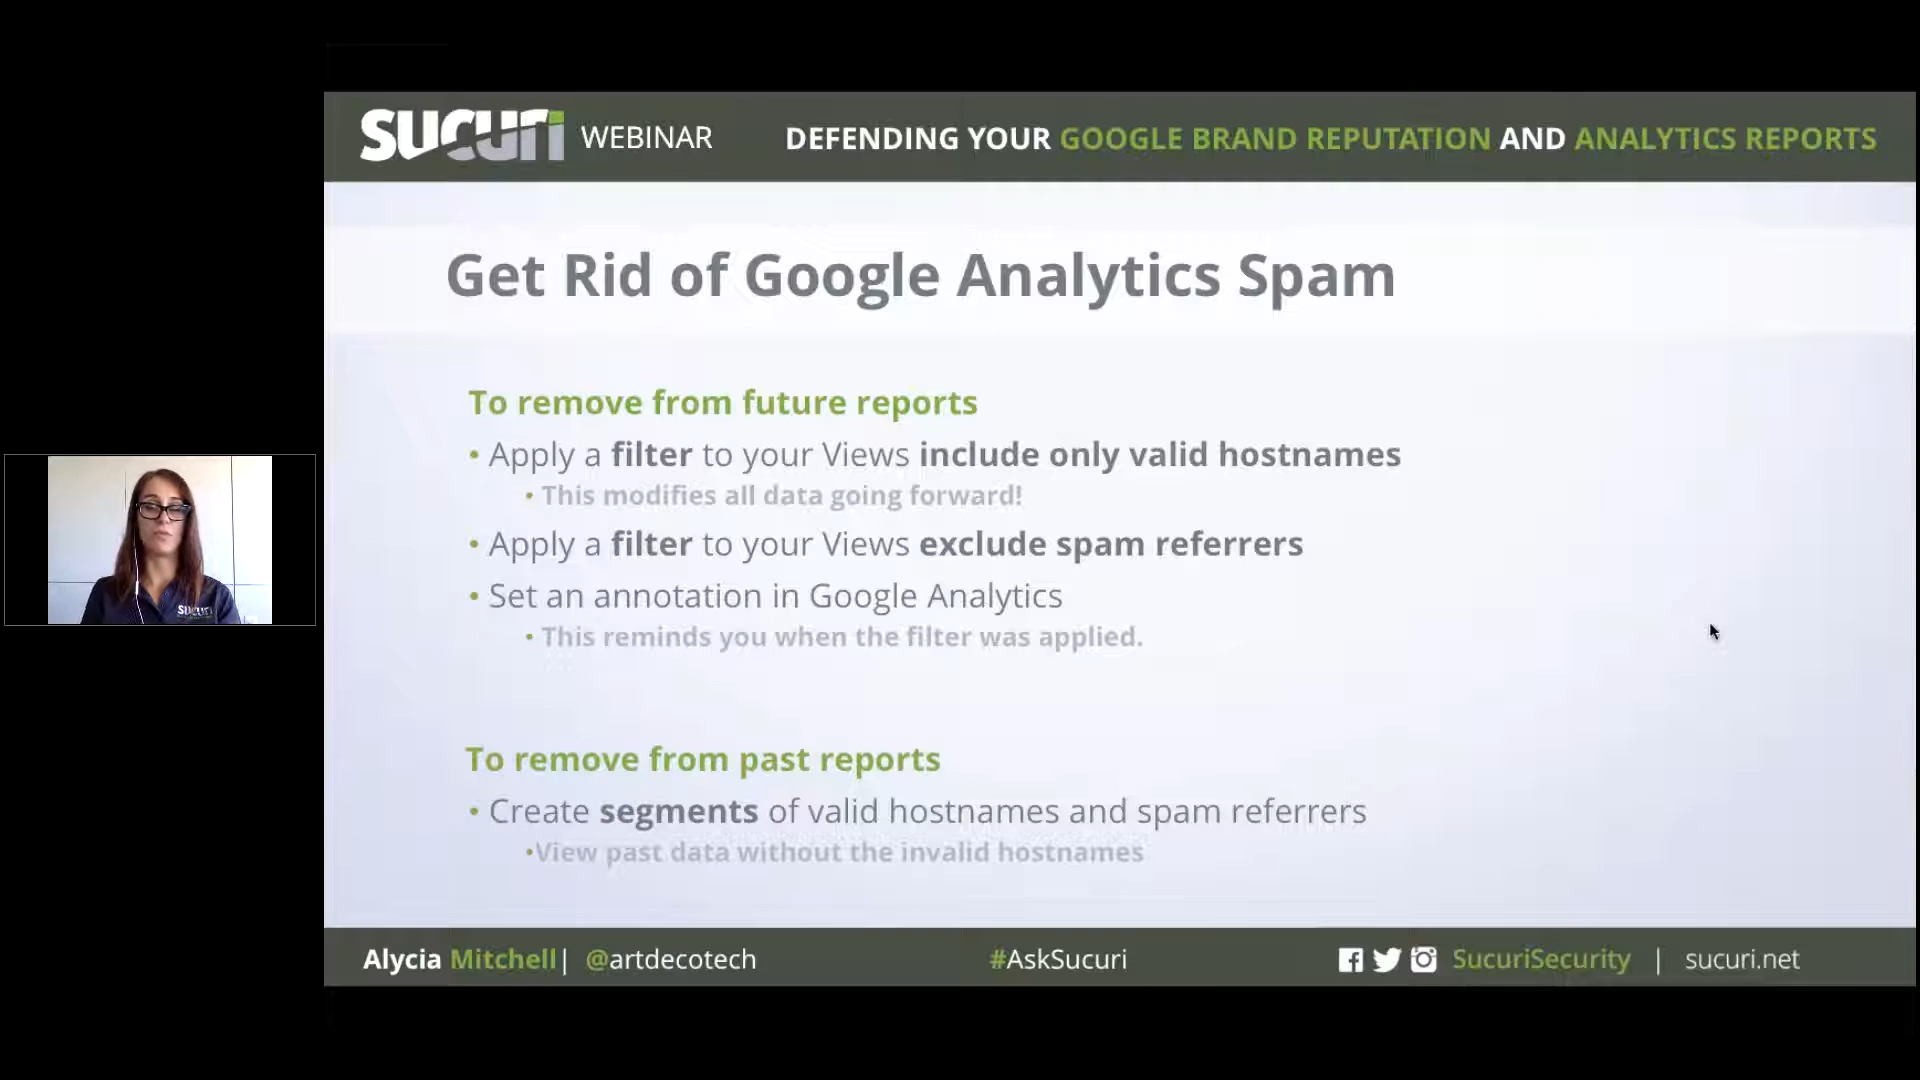 SUCURI WEBINAR DEFENDING YOUR GOOGLE BRAND REPUTATION AND ANALYTICS REPORTS
Get Rid of Google Analytics Spam
To remove from future reports
• Apply a filter to your Views include only valid hostnames
• This modifies all data going forward!
• Apply a filter to your Views exclude spam referrers
• Set an annotation in Google Analytics
• This reminds you when the filter was applied.
To remove from past reports
• Create segments of valid hostnames and spam referrers
•View past data without the invalid hostnames
SUCURI
Alycia Mitchell| @artdecotech #AskSucuri SucuriSecurity | sucuri.net